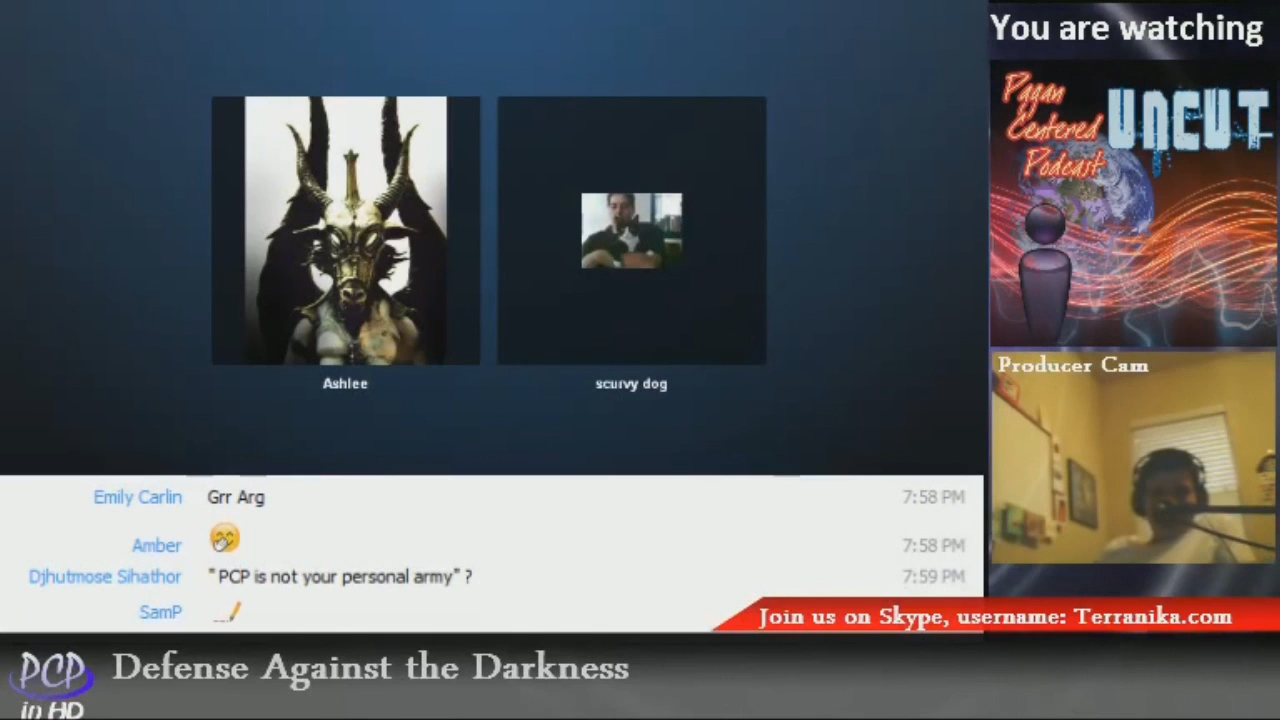 You are watching
Pagan
Centered
Podcast
UNCUT
Producer Cam
Ashlee
scurvy dog
Emily Carlin Grr Arg 7:58 PM
Amber 7:58 PM
Djhutmose Sihathor "PCP is not your personal army" ? 7:59 PM
SamP
Join us on Skype, username: Terranika.com
PCP
in HD
Defense Against the Darkness